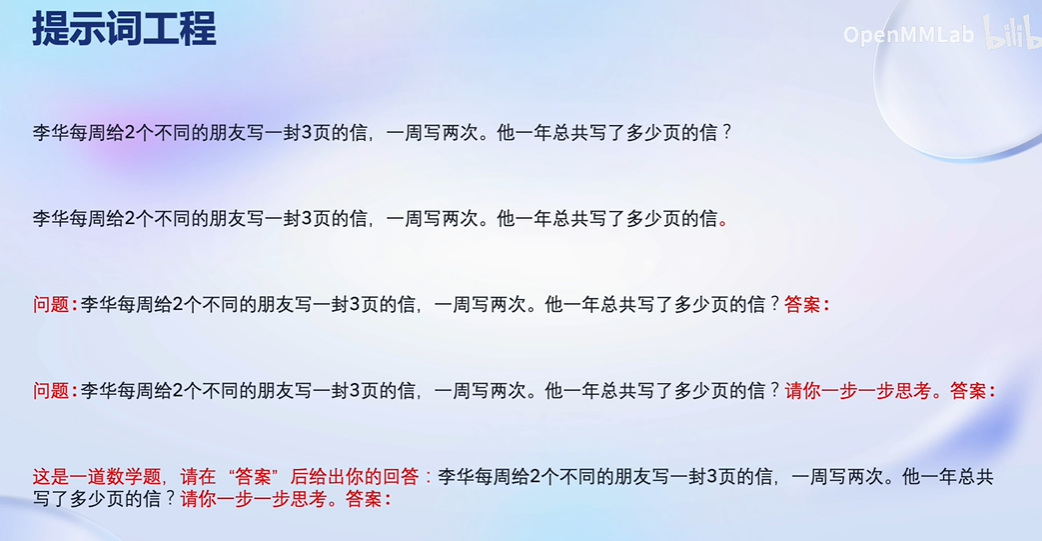 提示词工程
OpenMMLab bilib
李华每周给2个不同的朋友写一封3页的信，一周写两次。他一年总共写了多少页的信？
李华每周给2个不同的朋友写一封3页的信，一周写两次。他一年总共写了多少页的信。
问题：李华每周给2个不同的朋友写一封3页的信，一周写两次。他一年总共写了多少页的信？答案：
问题：李华每周给2个不同的朋友写一封3页的信，一周写两次。他一年总共写了多少页的信？请你一步一步思考。答案：
这是一道数学题，请在“答案”后给出你的回答：李华每周给2个不同的朋友写一封3页的信，一周写两次。他一年总共
写了多少页的信？请你一步一步思考。答案：